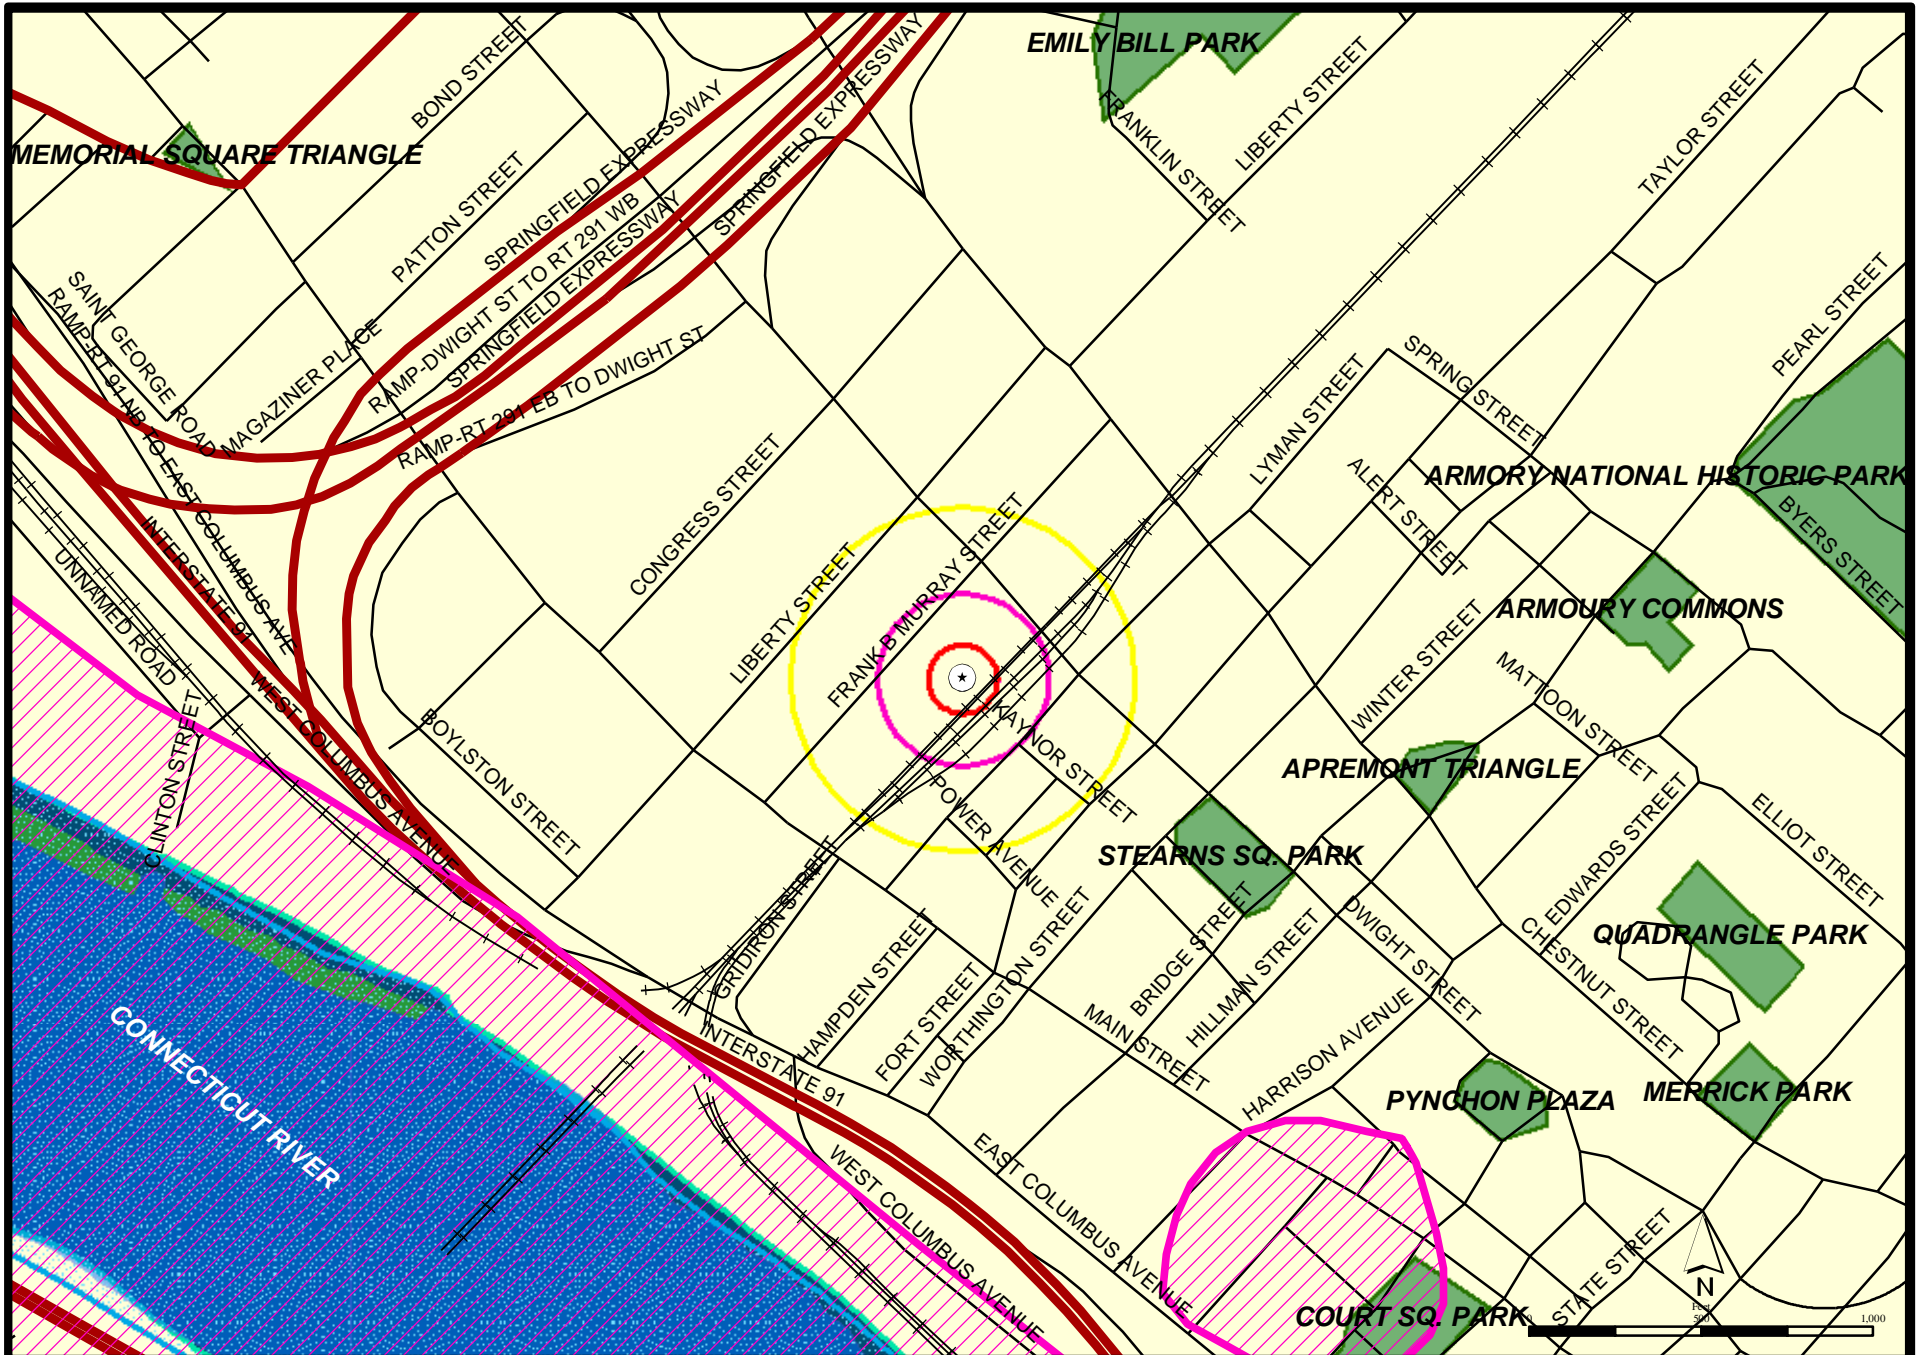 EMILY BILL PARK
BOND STREET
SPRINGFIELD EXPRESSWAY
SPRINGFIELD EXPRESSWAY
LIBERTY STREET
FRANKLIN STREET
TAYLOR STREET
MEMORIAL SQUARE TRIANGLE
PATTON STREET
RAMP-DWIGHT ST TO RT 291 WB
SPRINGFIELD EXPRESSWAY
SAINT GEORGE ROAD
RAMP-RT 91 NB TO EAST COLUMBUS AVE
MAGAZINER PLACE
RAMP-RT 291 EB TO DWIGHT ST
PEARL STREET
SPRING STREET
LYMAN STREET
ALERT STREET
ARMORY NATIONAL HISTORIC PARK
BYERS STREET
CONGRESS STREET
INTERSTATE 91
UNNAMED ROAD
LIBERTY STREET
FRANK B MURRAY STREET
ARMOURY COMMONS
WINTER STREET
MATTOON STREET
WEST COLUMBUS AVENUE
CLINTON STREET
BOYLSTON STREET
KAYNOR STREET
POWER AVENUE
APREMONT TRIANGLE
ELLIOT STREET
EDWARDS STREET
STEARNS SQ. PARK
GRIDIRON STREET
HAMPDEN STREET
FORT STREET
WORTHINGTON STREET
BRIDGE STREET
HILLMAN STREET
DWIGHT STREET
CHESTNUT STREET
QUADRANGLE PARK
MAIN STREET
HARRISON AVENUE
INTERSTATE 91
CONNECTICUT RIVER
PYNCHON PLAZA
MERRICK PARK
EAST COLUMBUS AVENUE
WEST COLUMBUS AVENUE
STATE STREET
COURT SQ. PARK
N
Feet
0
500
1,000